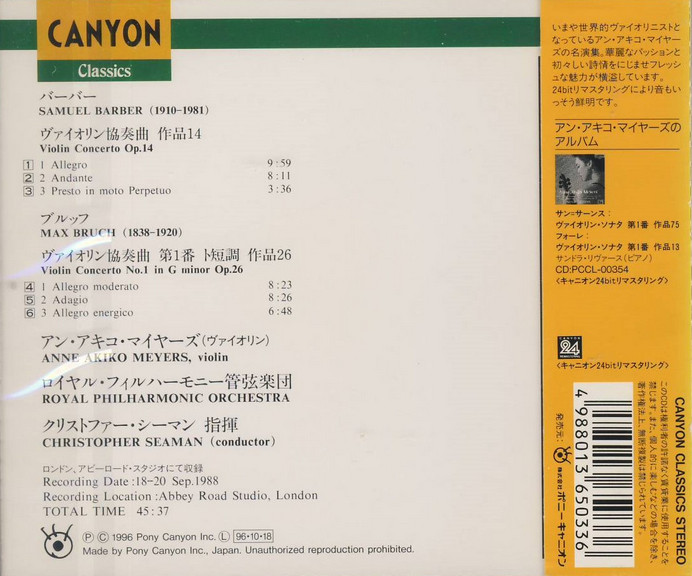 CANYON
Classics
バーバー
SAMUEL BARBER (1910-1981)
ヴァイオリン協奏曲 作品14
Violin Concerto Op.14
1 1 Allegro 9:59
2 2 Andante 8:11
3 3 Presto in moto Perpetuo 3:36
ブルッフ
MAX BRUCH (1838-1920)
ヴァイオリン協奏曲 第1番 ト短調 作品26
Violin Concerto No.1 in G minor Op.26
4 1 Allegro moderato 8:23
5 2 Adagio 8:26
6 3 Allegro energico 6:48
アン・アキコ・マイヤーズ(ヴァイオリン)
ANNE AKIKO MEYERS, violin
ロイヤル・フィルハーモニー管弦楽団
ROYAL PHILHARMONIC ORCHESTRA
クリストファー・シーマン 指揮
CHRISTOPHER SEAMAN (conductor)
ロンドン、アビーロード・スタジオにて収録
Recording Date:18-20 Sep.1988
Recording Location:Abbey Road Studio, London
TOTAL TIME 45:37
Ⓟ Ⓒ 1996 Pony Canyon Inc. Ⓛ 96・10・18
Made by Pony Canyon Inc., Japan. Unauthorized reproduction prohibited.
いまや世界的ヴァイオリニストと
なっているアン・アキコ・マイヤー
ズの名演集。華麗なパッションと
初々しい詩情をにじませフレッシ
ュな魅力が横溢しています。
24bitリマスタリングにより音もい
っそう鮮明です。
アン・アキコ・マイヤーズの
アルバム
サン=サーンス:
ヴァイオリン・ソナタ 第1番 作品75
フォーレ:
ヴァイオリン・ソナタ 第1番 作品13
サンドラ・リヴァース(ピアノ)
CD:PCCL-00354
<キャニオン24bitリマスタリング>
CANYON
24
<キャニオン24bitリマスタリング>
CANYON CLASSICS STEREO
このCDは権利者の許諾なく賃貸業に使用することを
禁じます。また、個人的に楽しむなどの場合を除き、
著作権法上、無断複製は禁じられています。
4 988013 650336
発売元:
株式会社 ポニーキャニオン